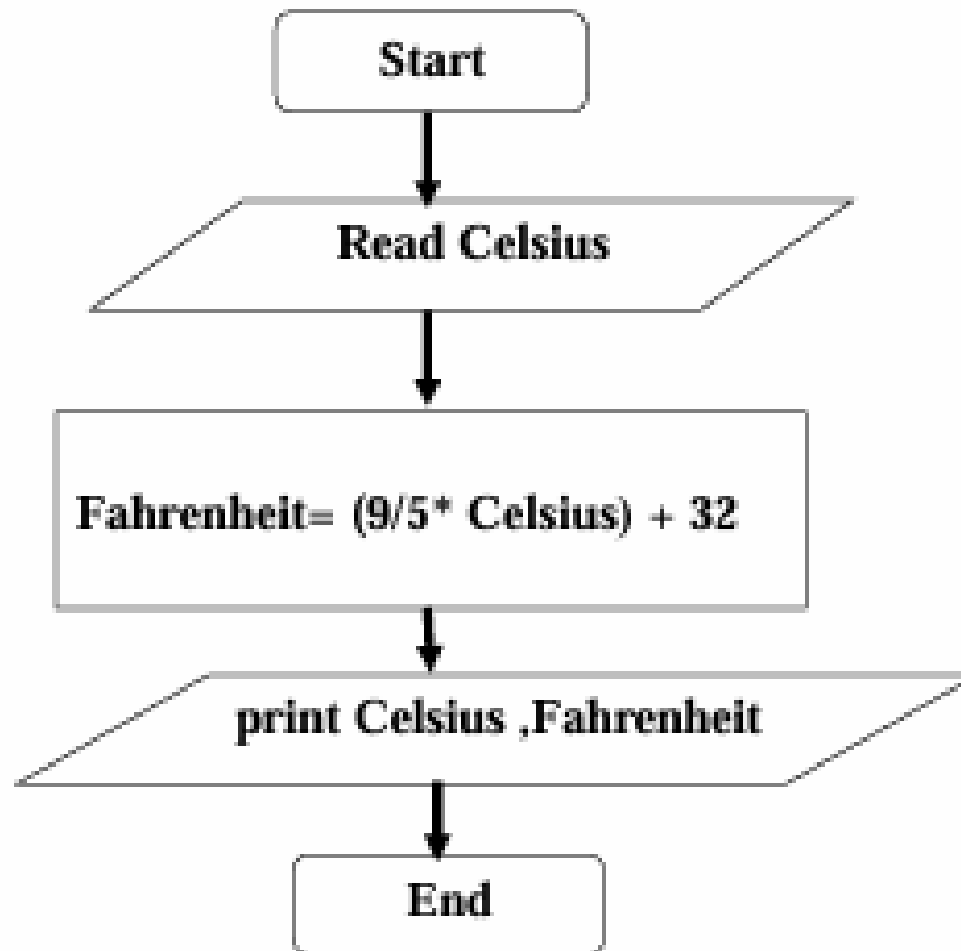 Start
Read Celsius
Fahrenheit= (9/5* Celsius) + 32
print Celsius ,Fahrenheit
End